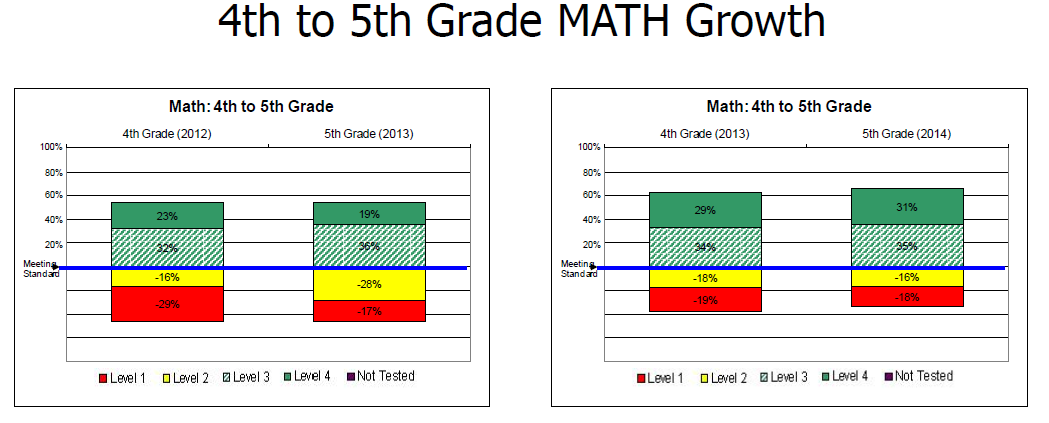 4th to 5th Grade MATH Growth
Math: 4th to 5th Grade
4th Grade (2012) 5th Grade (2013)
100%
80%
60%
40%
20%
Meeting
Standard
23% 19%
32% 36%
-16% -28%
-29% -17%
Level 1 Level 2 Level 3 Level 4 Not Tested
Math: 4th to 5th Grade
4th Grade (2013) 5th Grade (2014)
100%
80%
60%
40%
20%
Meeting
Standard
29% 31%
34% 35%
-18% -16%
-19% -18%
Level 1 Level 2 Level 3 Level 4 Not Tested